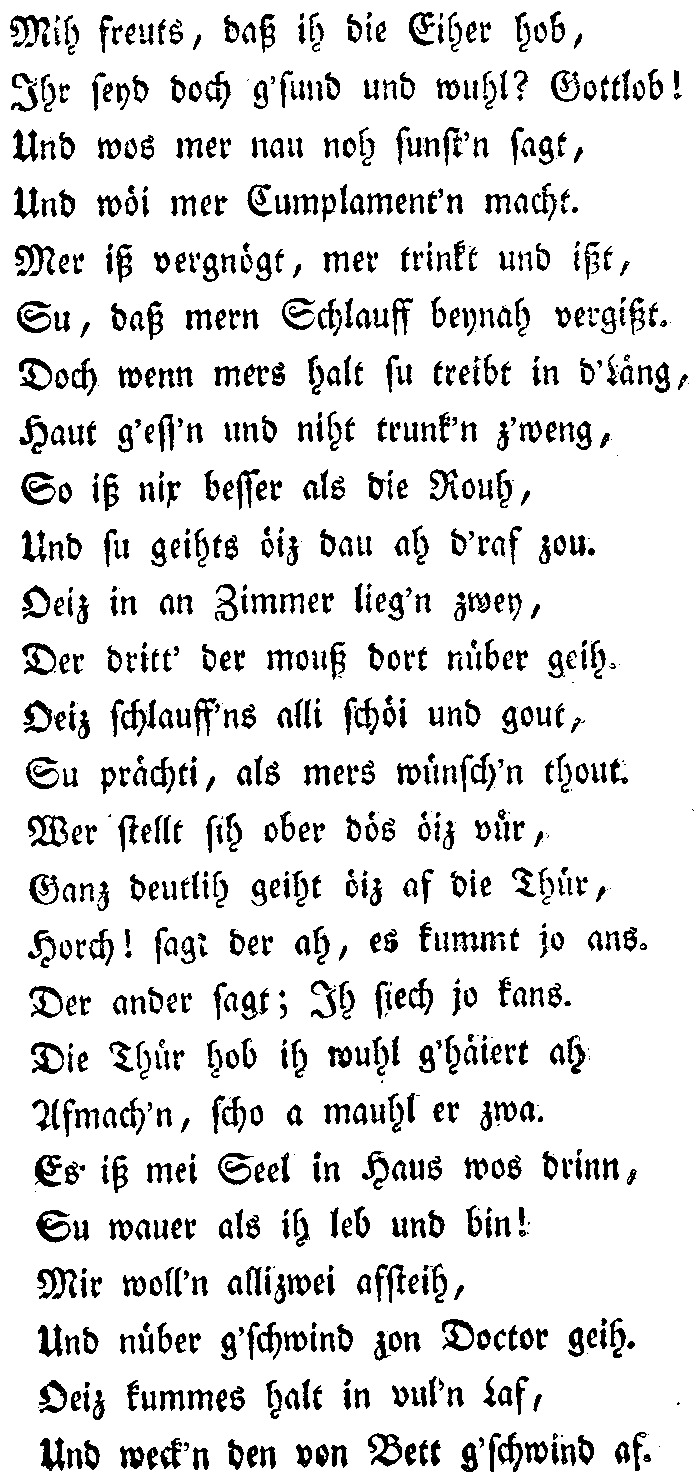 Mih freuts, daß ih die Eiher hob,
Ihr seyd doch g'sund und wuhl? Gottlob!
Und wos mer nau noh sunst'n sagt,
Und wöi mer Cumplament'n macht.
Mer iß vergnögt, mer trinkt und ißt,
Su, daß mern Schlauff beynah vergißt.
Doch wenn mers halt su treibt in d'Läng,
Haut g'ess'n und niht trunk'n z'weng,
So iß nix besser als die Rouh,
Und su geihts öiz dau ah d'raf zou.
Oeiz in an Zimmer lieg'n zwey,
Der dritt' der mouß dort nüber geih.
Oeiz schlauff'ns alli schöi und gout,
Su prächti, als mers wünsch'n thout.
Wer stellt sih ober dös öiz vür,
Ganz deutlih geiht öiz af die Thür,
Horch! sagt der ah, es kummt jo ans.
Der ander sagt; Ih siech jo kans.
Die Thür hob ih wuhl g'häiert ah
Afmach'n, scho a mauhl er zwa.
Es iß mei Seel in Haus wos drinn,
Su wauer als ih leb und bin!
Mir woll'n allizwei afsteih,
Und nüber g'schwind zon Doctor geih.
Oeiz kummes halt in vul'n Laf,
Und weck'n den von Bett g'schwind af.